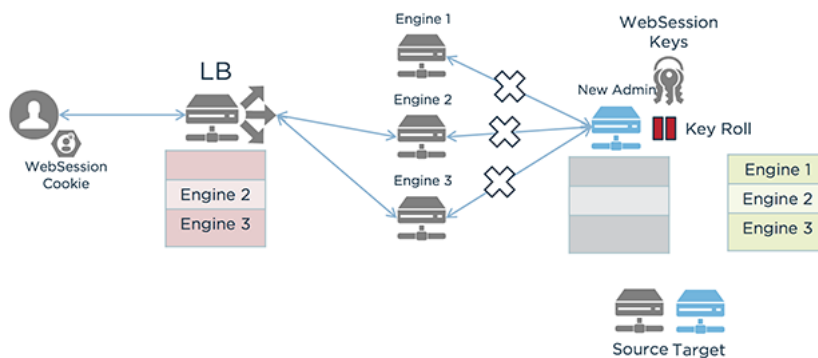 Engine 1
WebSession
Keys
LB
New Admin
Engine 2
Key Roll
WebSession
Cookie
Engine 2
Engine 3
Engine 3
Engine 1
Engine 2
Engine 3
Source Target